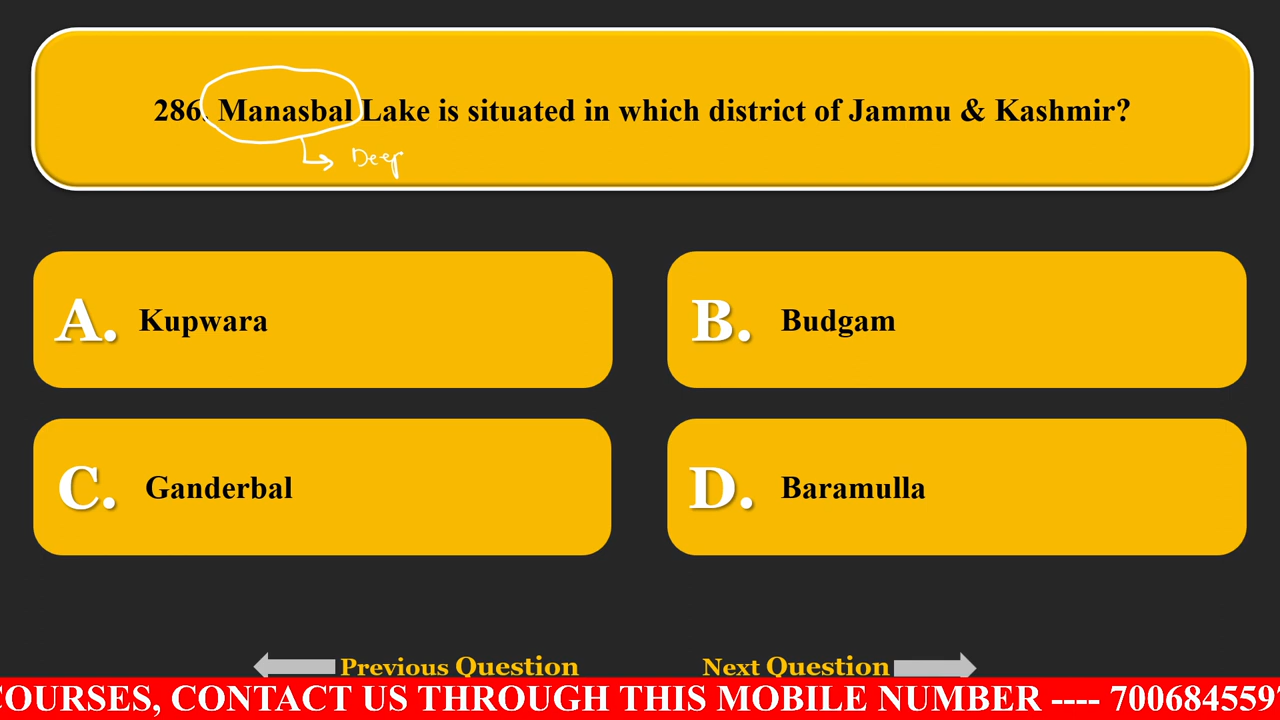 286. Manasbal Lake is situated in which district of Jammu & Kashmir?
Deep
A. Kupwara
B. Budgam
C. Ganderbal
D. Baramulla
Previous Question
Next Question
COURSES, CONTACT US THROUGH THIS MOBILE NUMBER ---- 700684559